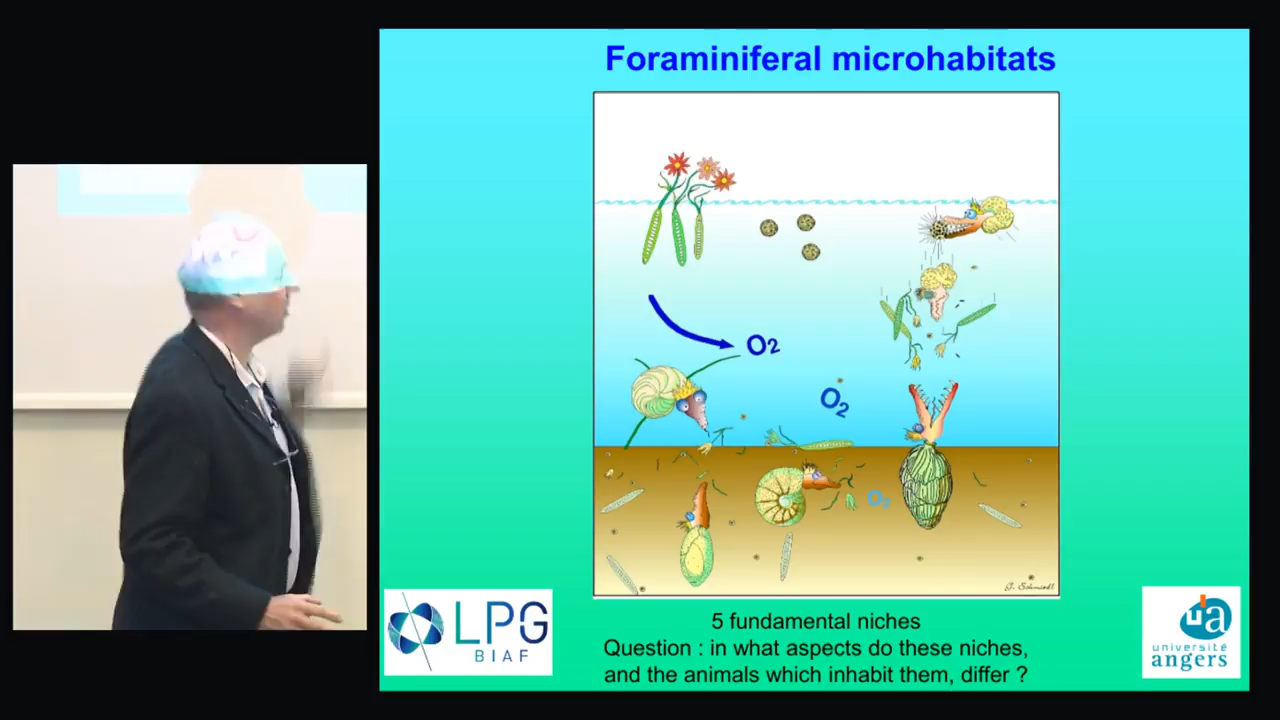 Foraminiferal microhabitats
O2
O2
O2
G. Schmiedl
5 fundamental niches
Question : in what aspects do these niches,
and the animals which inhabit them, differ ?
LPG
BIAF
ua
université
angers